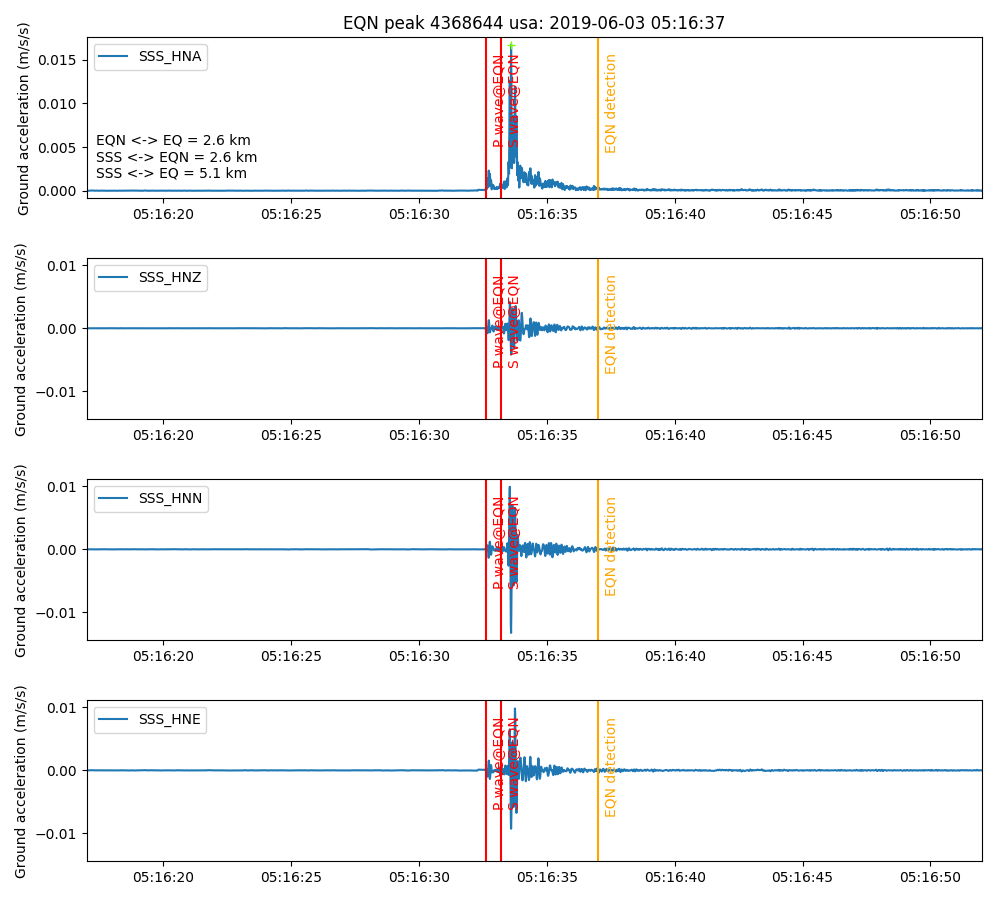 EQN peak 4368644 usa: 2019-06-03 05:16:37
Ground acceleration (m/s/s)
0.015
0.010
0.005
0.000
SSS_HNA
EQN <-> EQ = 2.6 km
SSS <-> EQN = 2.6 km
SSS <-> EQ = 5.1 km
P wave@EQN
S wave@EQN
EQN detection
05:16:20 05:16:25 05:16:30 05:16:35 05:16:40 05:16:45 05:16:50
Ground acceleration (m/s/s)
0.01
0.00
−0.01
SSS_HNZ
P wave@EQN
S wave@EQN
EQN detection
05:16:20 05:16:25 05:16:30 05:16:35 05:16:40 05:16:45 05:16:50
Ground acceleration (m/s/s)
0.01
0.00
−0.01
SSS_HNN
P wave@EQN
S wave@EQN
EQN detection
05:16:20 05:16:25 05:16:30 05:16:35 05:16:40 05:16:45 05:16:50
Ground acceleration (m/s/s)
0.01
0.00
−0.01
SSS_HNE
P wave@EQN
S wave@EQN
EQN detection
05:16:20 05:16:25 05:16:30 05:16:35 05:16:40 05:16:45 05:16:50